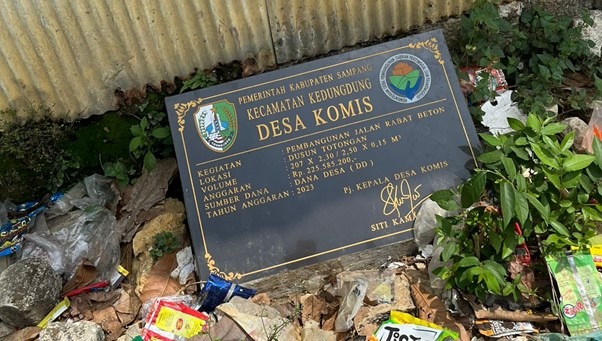 PEMERINTAH KABUPATEN SAMPANG
KECAMATAN KEDUNGDUNG
DESA KOMIS
KEGIATAN : PEMBANGUNAN JALAN RABAT BETON
LOKASI : DUSUN TOTONGAN
VOLUME : 207 X 2,30 / 2,50 X 0,15 M³
ANGGARAN : Rp. 225.585.200,-
SUMBER DANA : DANA DESA ( DD )
TAHUN ANGGARAN : 2023
Pj. KEPALA DESA KOMIS
SITI